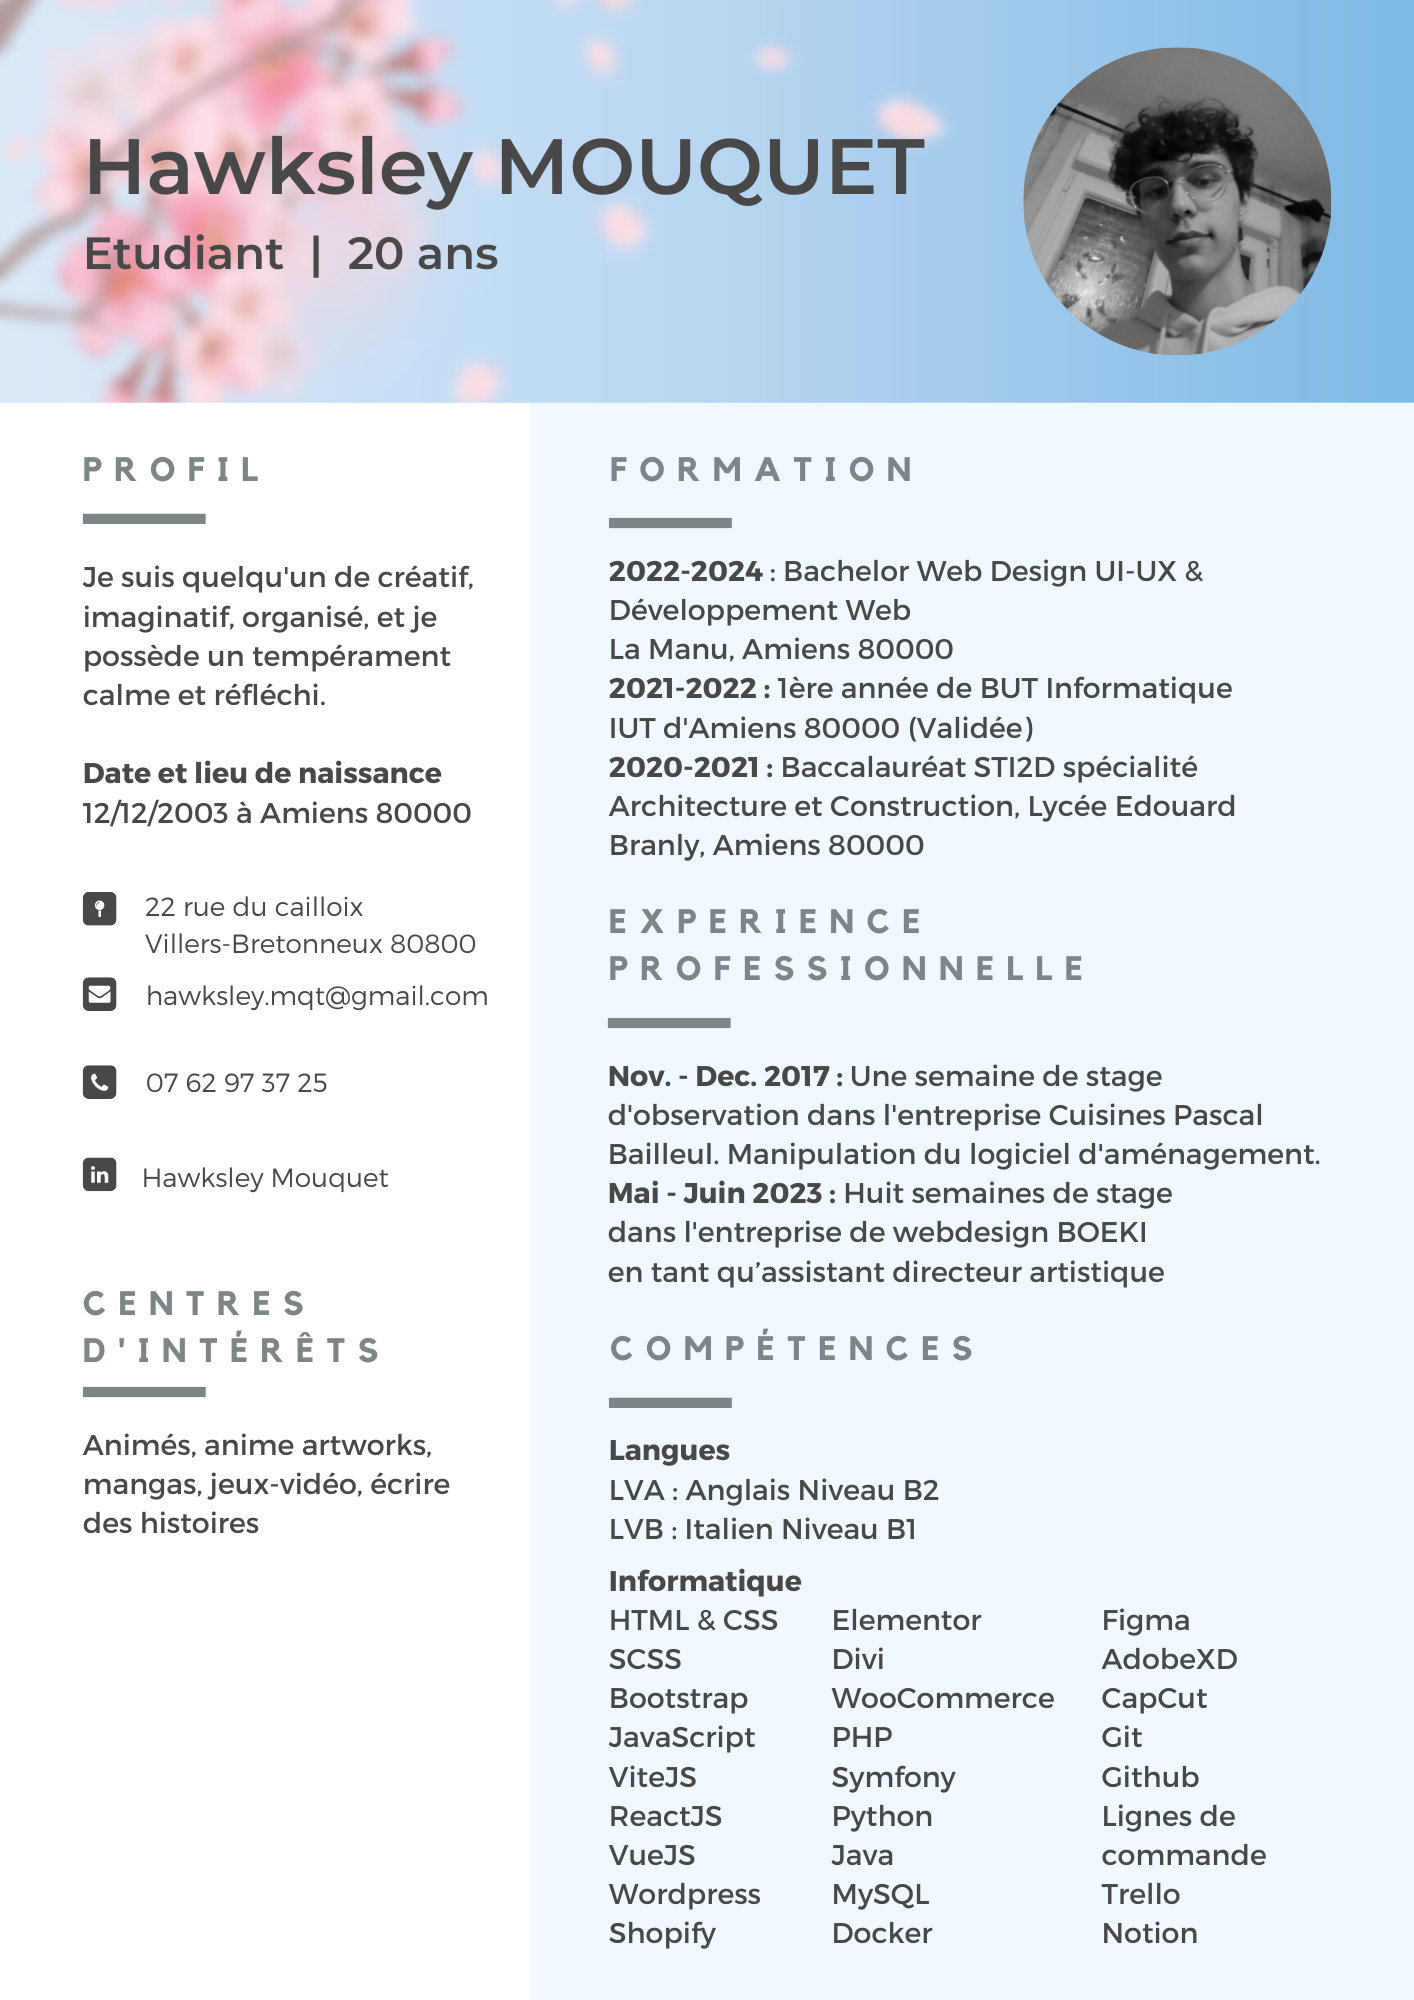 Hawksley MOUQUET
Etudiant | 20 ans
PROFIL
Je suis quelqu'un de créatif,
imaginatif, organisé, et je
possède un tempérament
calme et réfléchi.
Date et lieu de naissance
12/12/2003 à Amiens 80000
22 rue du cailloix
Villers-Bretonneux 80800
hawksley.mqt@gmail.com
07 62 97 37 25
in Hawksley Mouquet
CENTRES
D'INTÉRÊTS
Animés, anime artworks,
mangas, jeux-vidéo, écrire
des histoires
FORMATION
2022-2024 : Bachelor Web Design UI-UX &
Développement Web
La Manu, Amiens 80000
2021-2022 : 1ère année de BUT Informatique
IUT d'Amiens 80000 (Validée)
2020-2021 : Baccalauréat STI2D spécialité
Architecture et Construction, Lycée Edouard
Branly, Amiens 80000
EXPERIENCE
PROFESSIONNELLE
Nov. - Dec. 2017 : Une semaine de stage
d'observation dans l'entreprise Cuisines Pascal
Bailleul. Manipulation du logiciel d'aménagement.
Mai - Juin 2023 : Huit semaines de stage
dans l'entreprise de webdesign BOEKI
en tant qu’assistant directeur artistique
COMPÉTENCES
Langues
LVA : Anglais Niveau B2
LVB : Italien Niveau B1
Informatique
HTML & CSS
SCSS
Bootstrap
JavaScript
ViteJS
ReactJS
VueJS
Wordpress
Shopify
Elementor
Divi
WooCommerce
PHP
Symfony
Python
Java
MySQL
Docker
Figma
AdobeXD
CapCut
Git
Github
Lignes de
commande
Trello
Notion